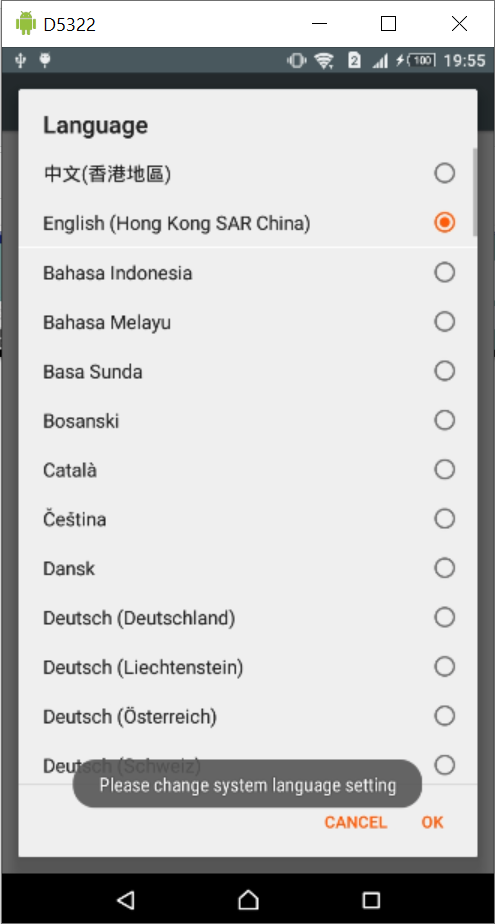 D5322
2
100
19:55
Language
中文(香港地區)
English (Hong Kong SAR China)
Bahasa Indonesia
Bahasa Melayu
Basa Sunda
Bosanski
Català
Čeština
Dansk
Deutsch (Deutschland)
Deutsch (Liechtenstein)
Deutsch (Österreich)
Deutsch (Schweiz)
Please change system language setting
CANCEL
OK